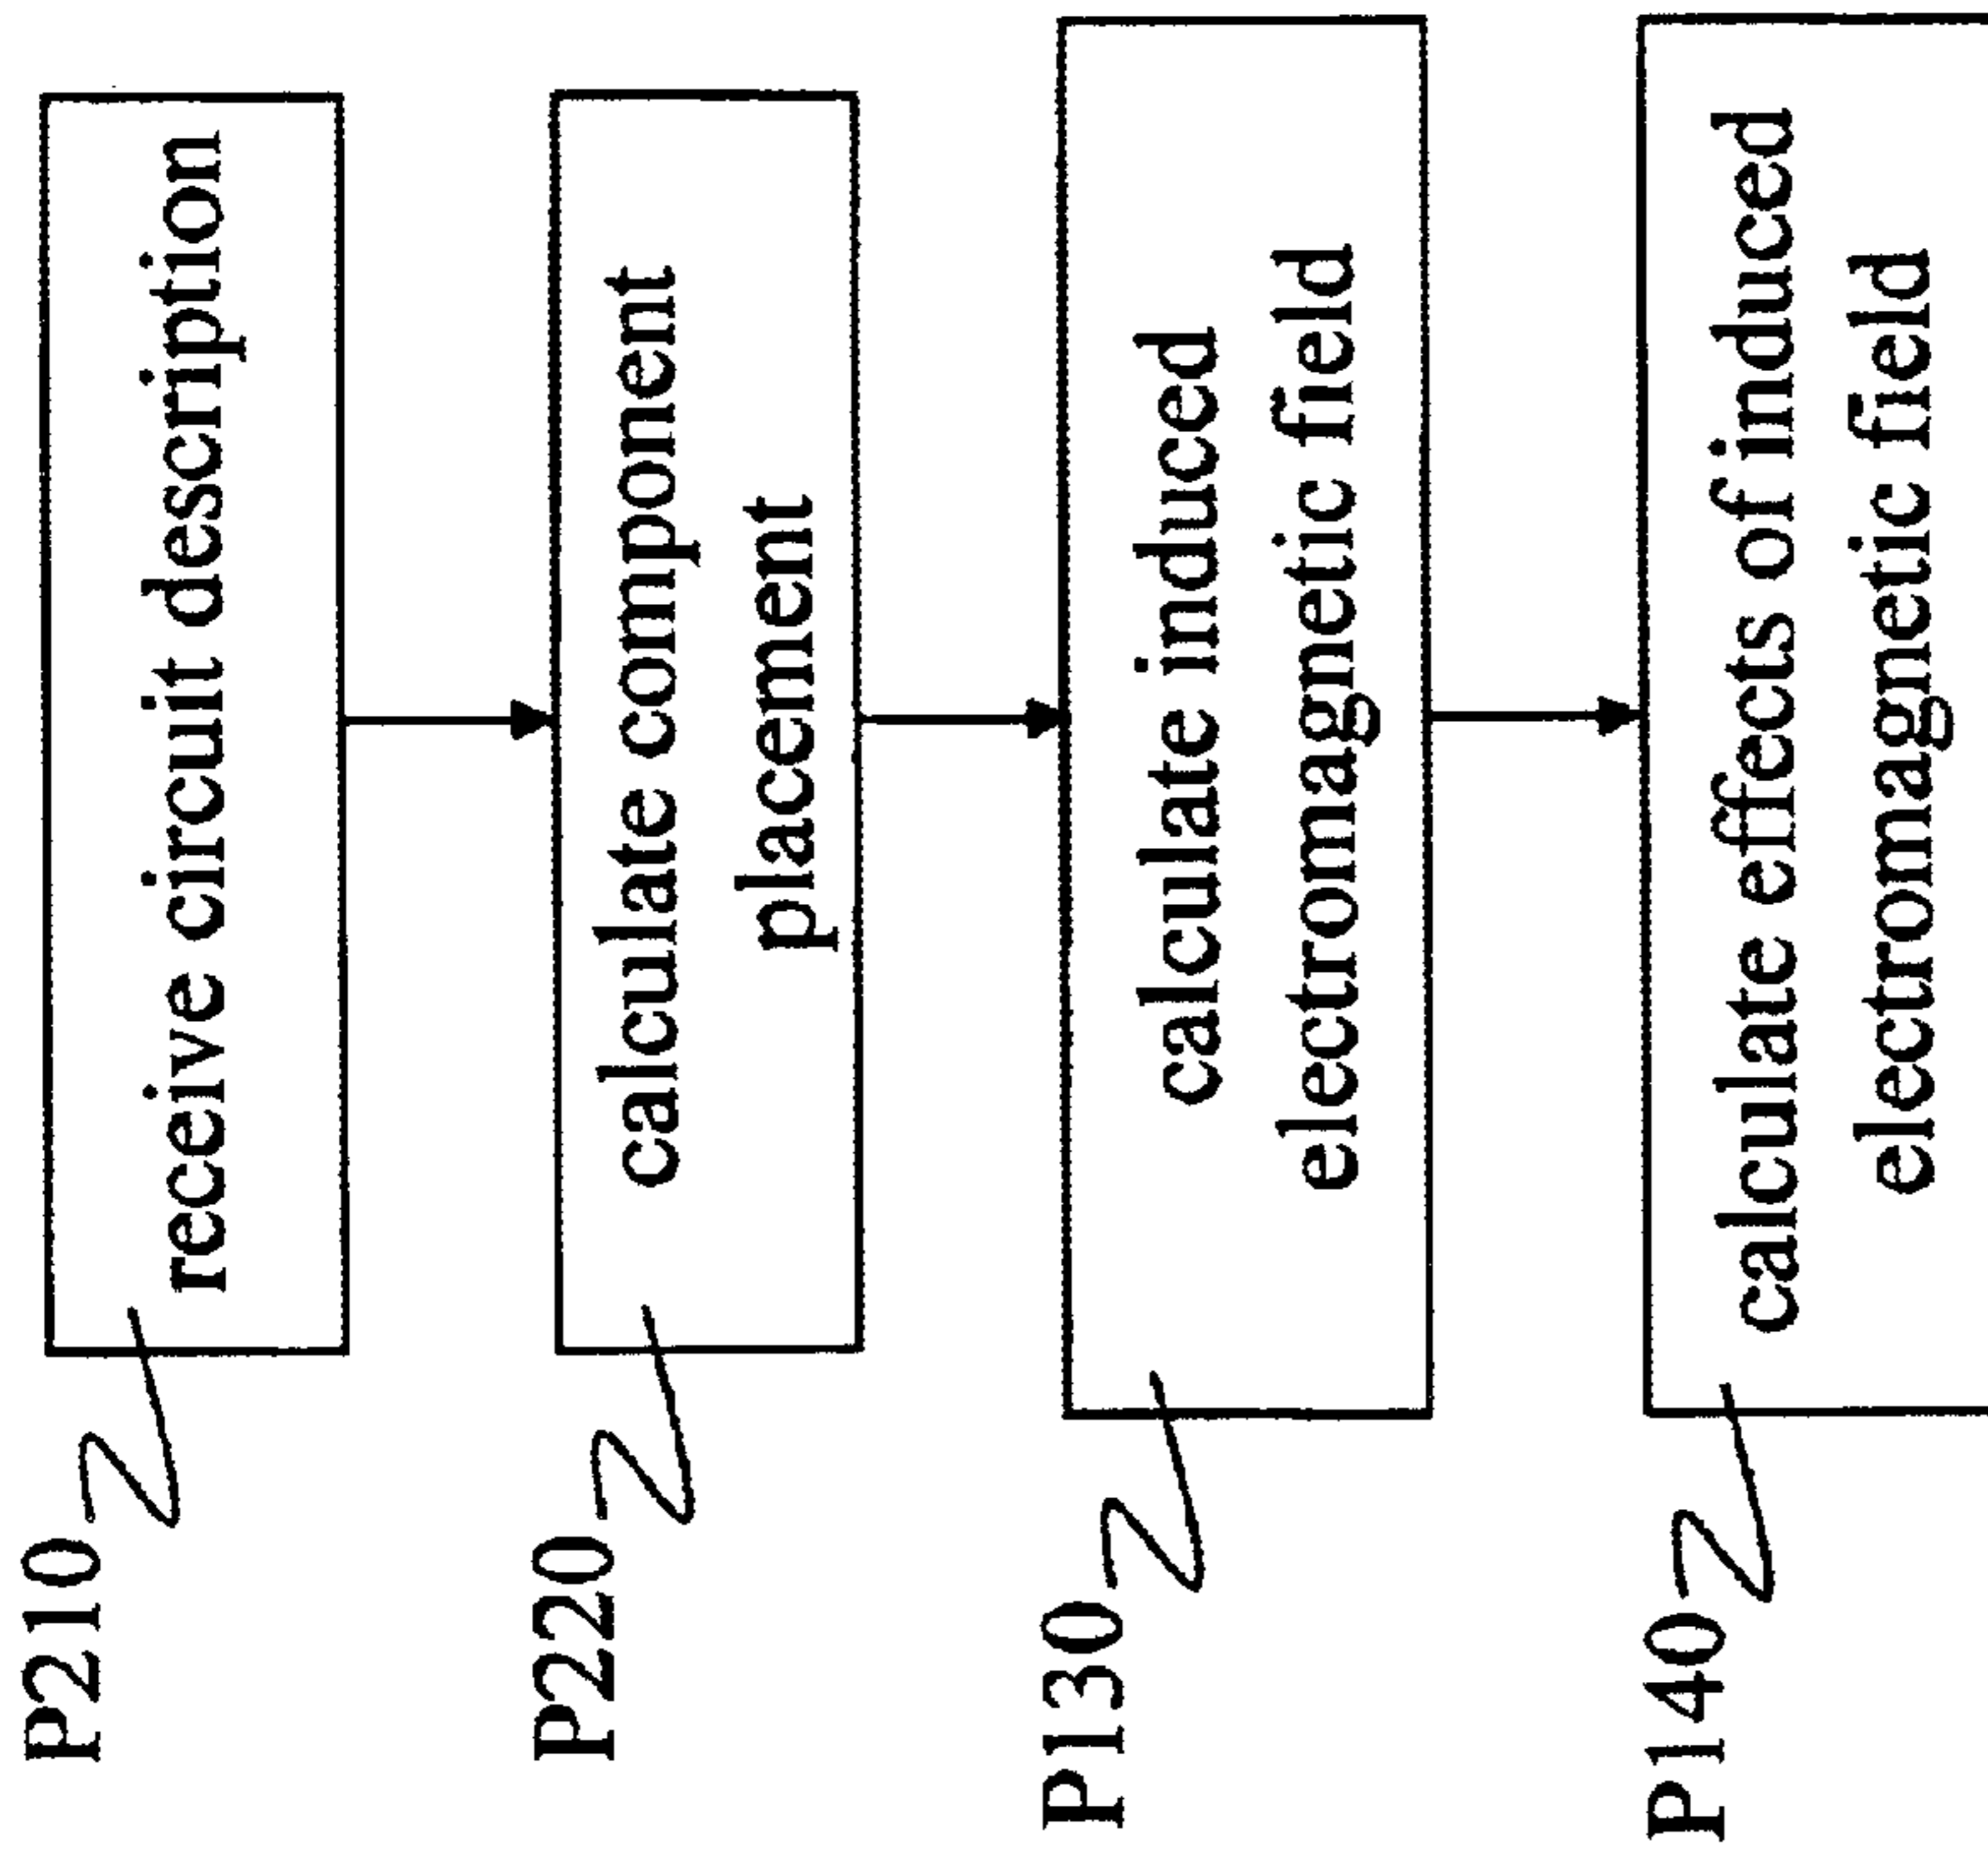 P210
receive circuit description
P220
calculate component
placement
P130
calculate induced
electromagnetic field
P140
calculate effects of induced
electromagnetic field